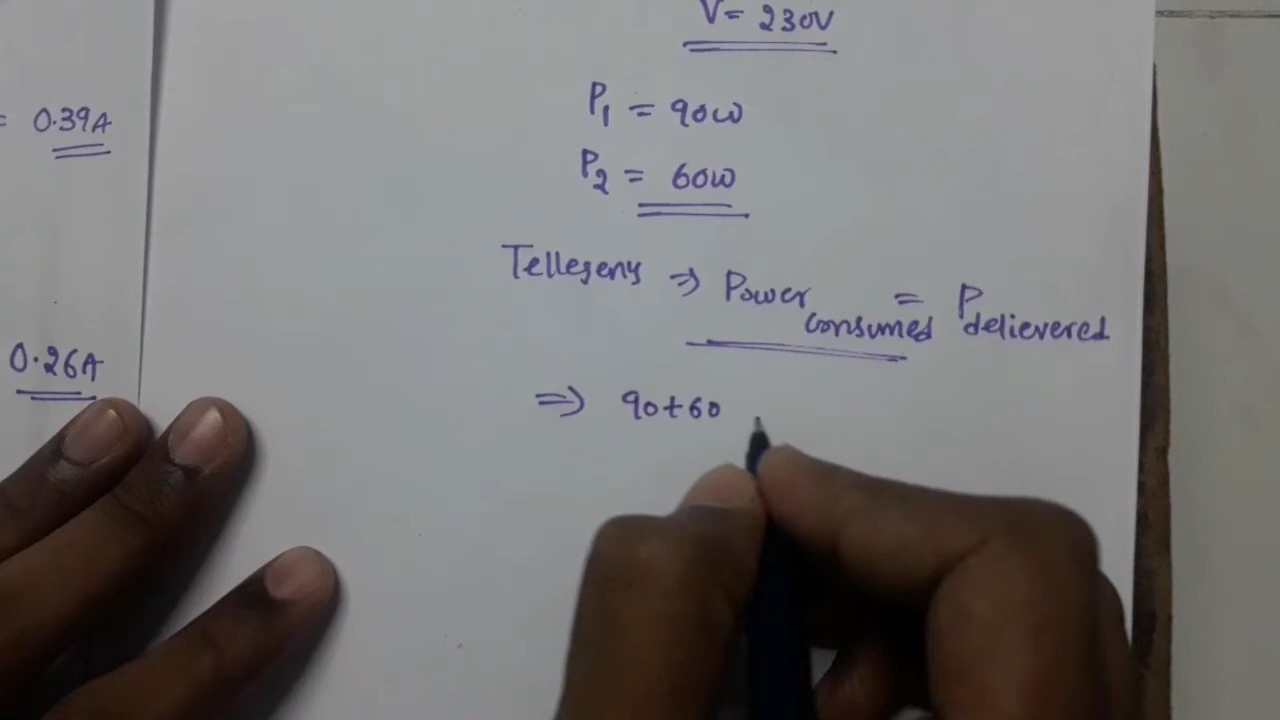 V = 230V
= 0.39A
P1 = 90W
P2 = 60W
Tellegens => Power consumed = P delievered
0.26A
=> 90+60